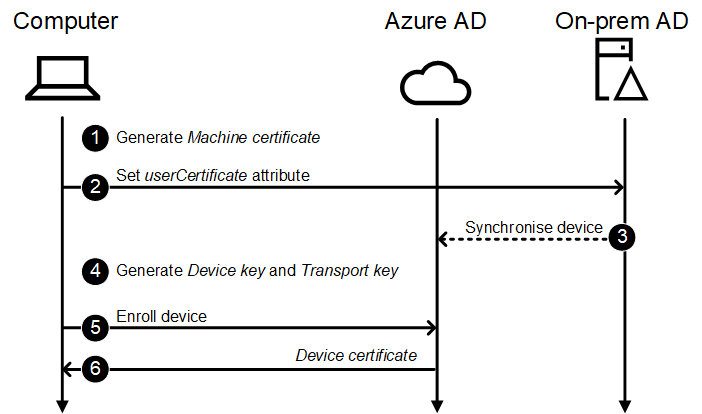 Computer
Azure AD
On-prem AD
1 Generate Machine certificate
2 Set userCertificate attribute
Synchronise device 3
4 Generate Device key and Transport key
5 Enroll device
6 Device certificate